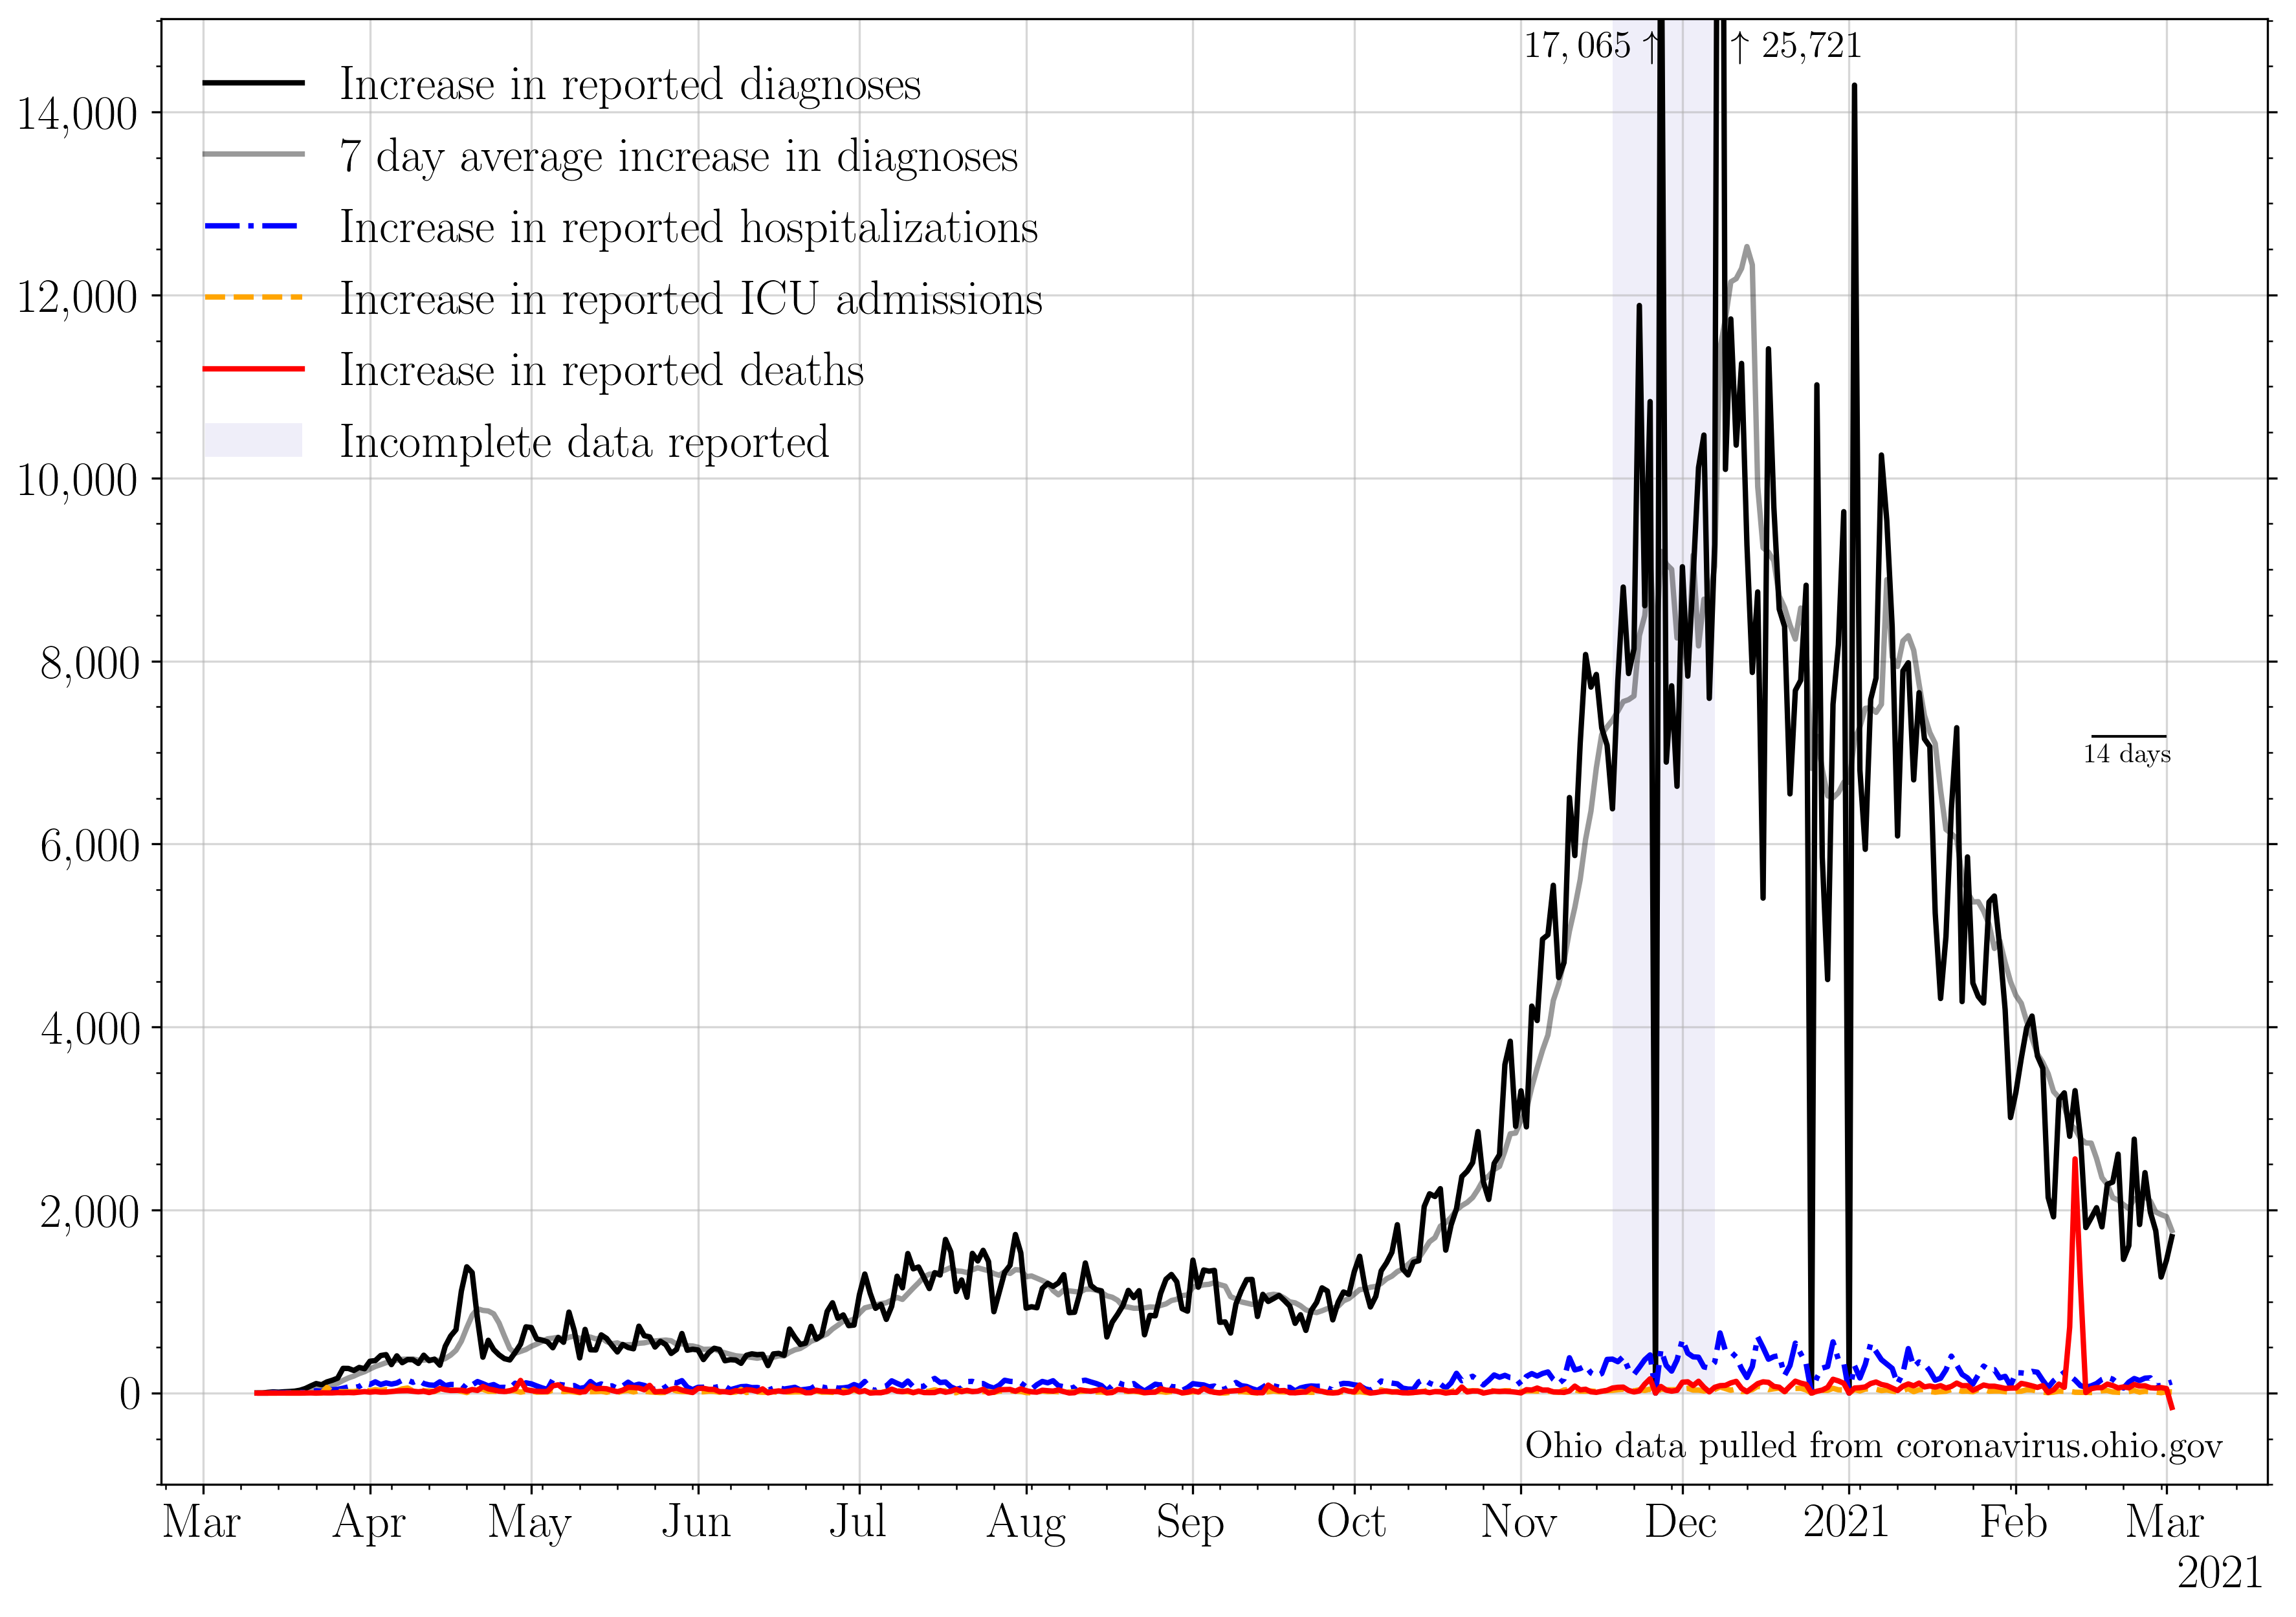 17,065 ↑ ↑ 25,721
Increase in reported diagnoses
7 day average increase in diagnoses
Increase in reported hospitalizations
Increase in reported ICU admissions
Increase in reported deaths
Incomplete data reported
14,000
12,000
10,000
8,000
6,000
4,000
2,000
0
14 days
Ohio data pulled from coronavirus.ohio.gov
Mar Apr May Jun Jul Aug Sep Oct Nov Dec 2021 Feb Mar
2021